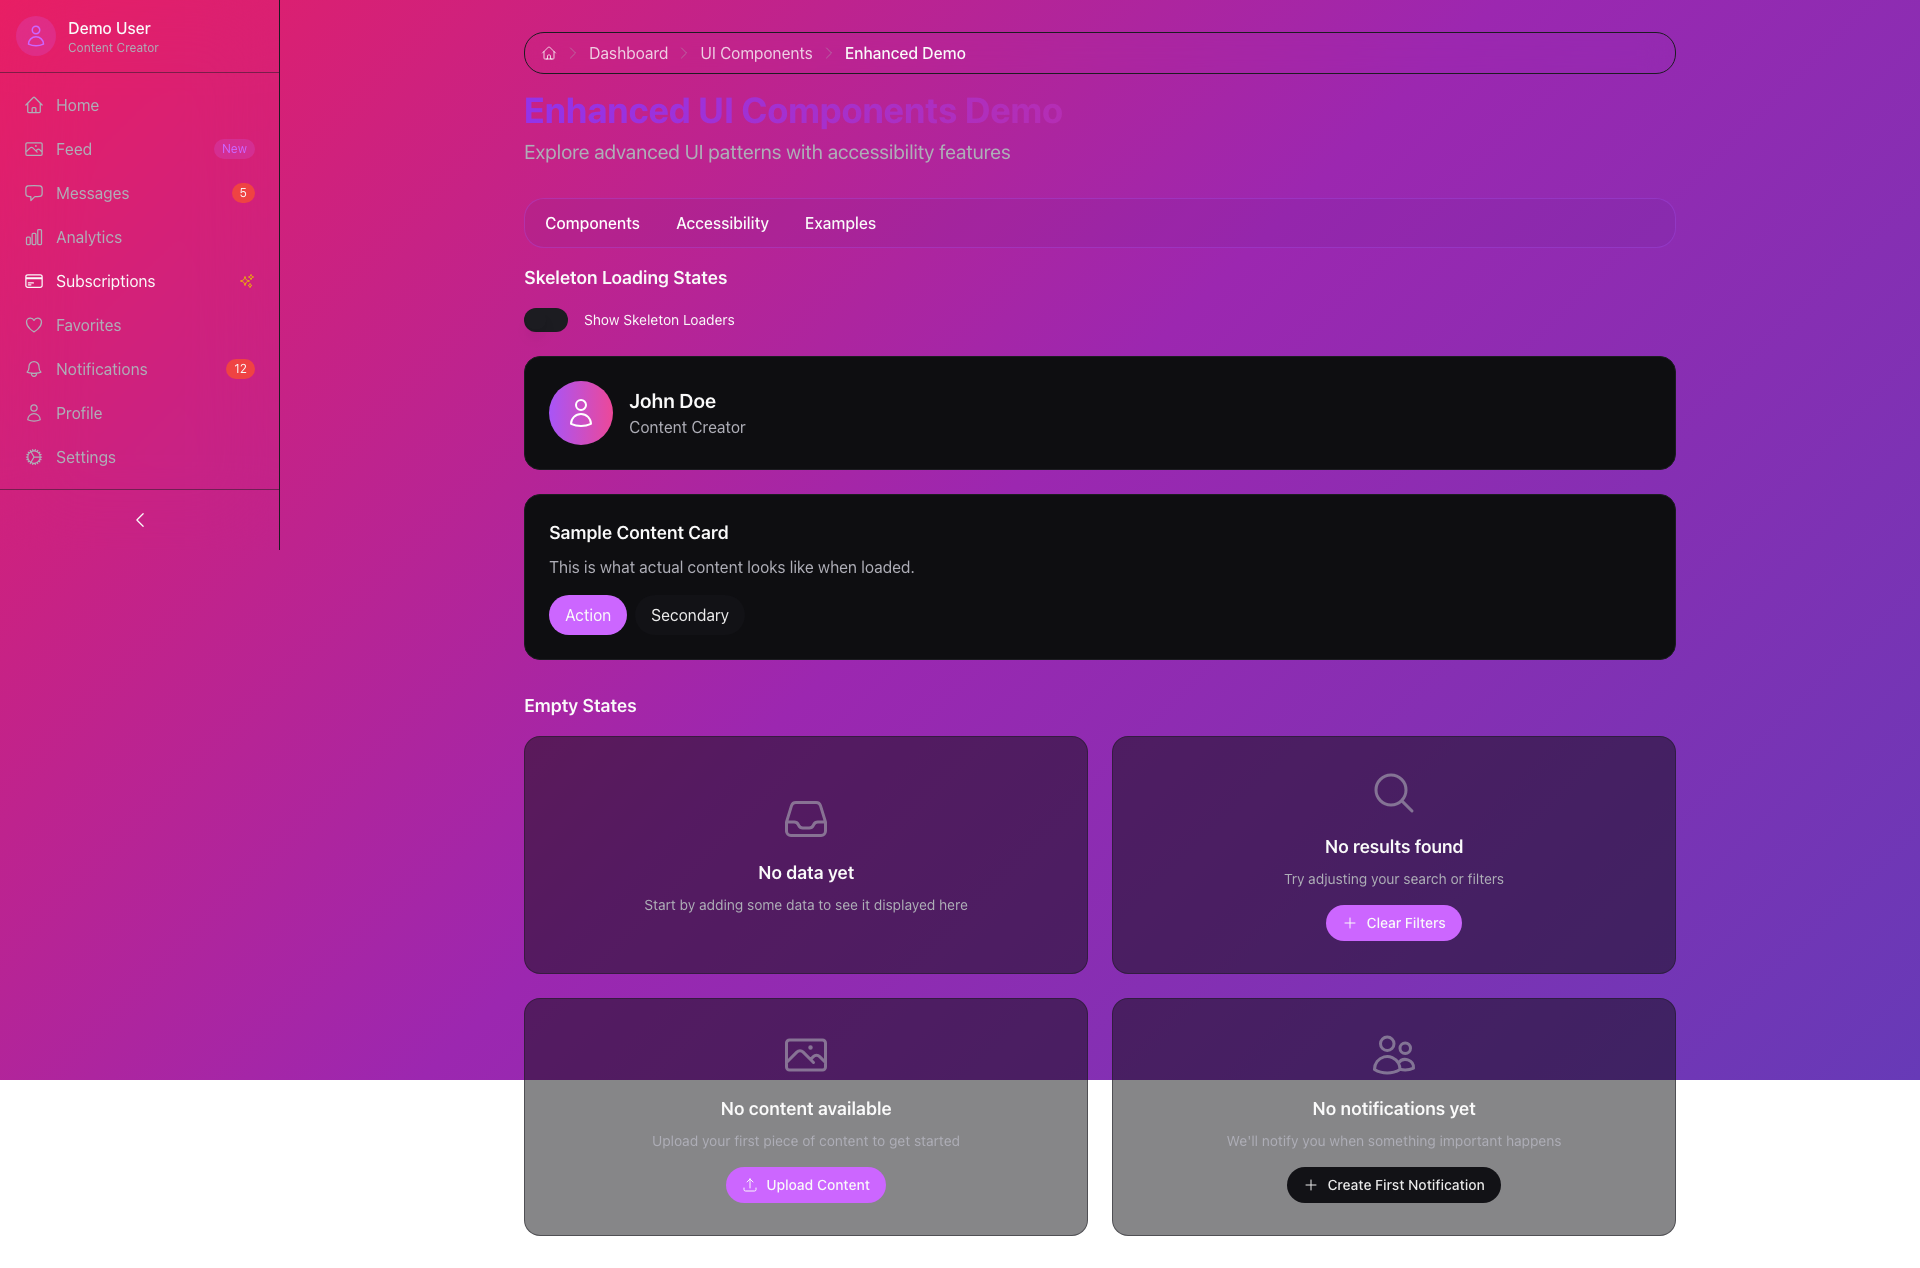 Demo User
Content Creator
Home
Feed
New
Messages
5
Analytics
Subscriptions
Favorites
Notifications
12
Profile
Settings
Dashboard
UI Components
Enhanced Demo
Enhanced UI Components Demo
Explore advanced UI patterns with accessibility features
Components
Accessibility
Examples
Skeleton Loading States
Show Skeleton Loaders
John Doe
Content Creator
Sample Content Card
This is what actual content looks like when loaded.
Action
Secondary
Empty States
No data yet
Start by adding some data to see it displayed here
No results found
Try adjusting your search or filters
Clear Filters
No content available
Upload your first piece of content to get started
Upload Content
No notifications yet
We'll notify you when something important happens
Create First Notification